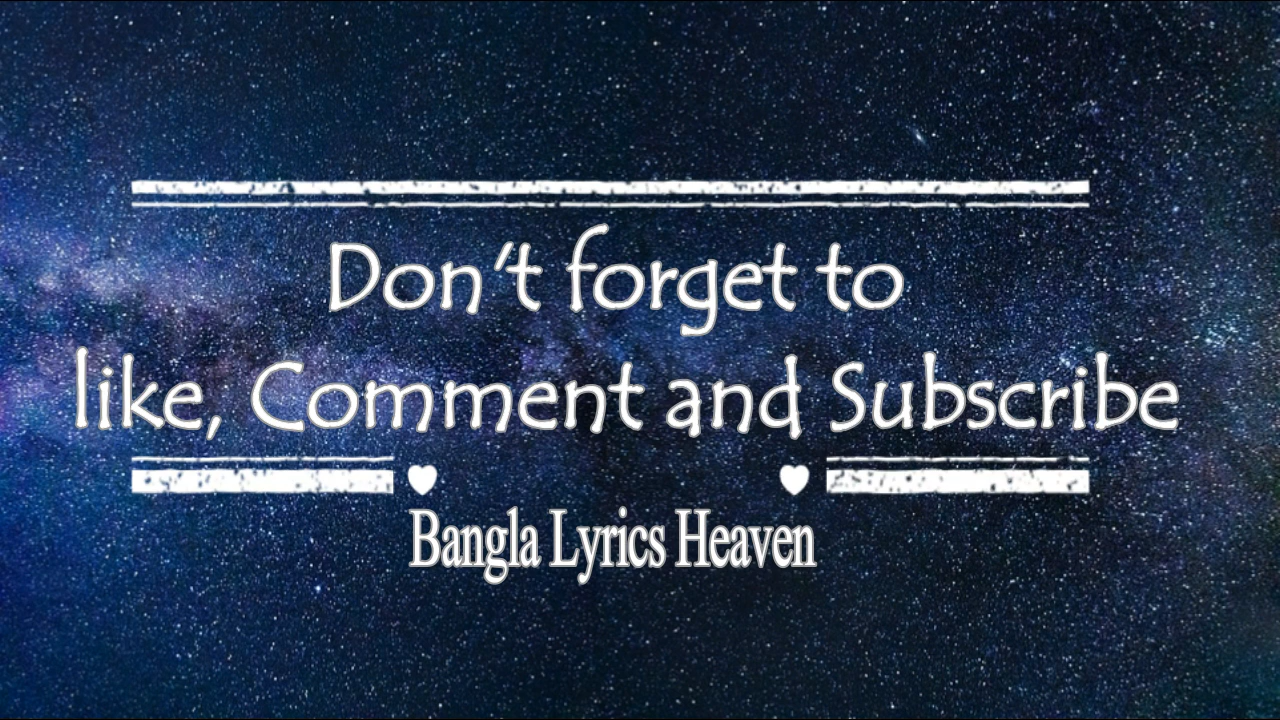 Don't forget to
like, Comment and Subscribe
Bangla Lyrics Heaven